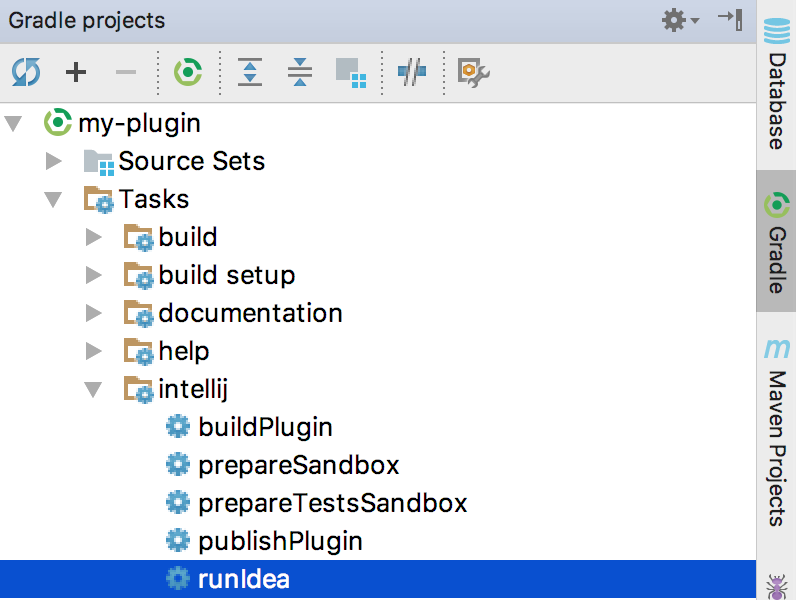 Gradle projects
my-plugin
Source Sets
Tasks
build
build setup
documentation
help
intellij
buildPlugin
prepareSandbox
prepareTestsSandbox
publishPlugin
runIdea
Database
Gradle
m
Maven Projects